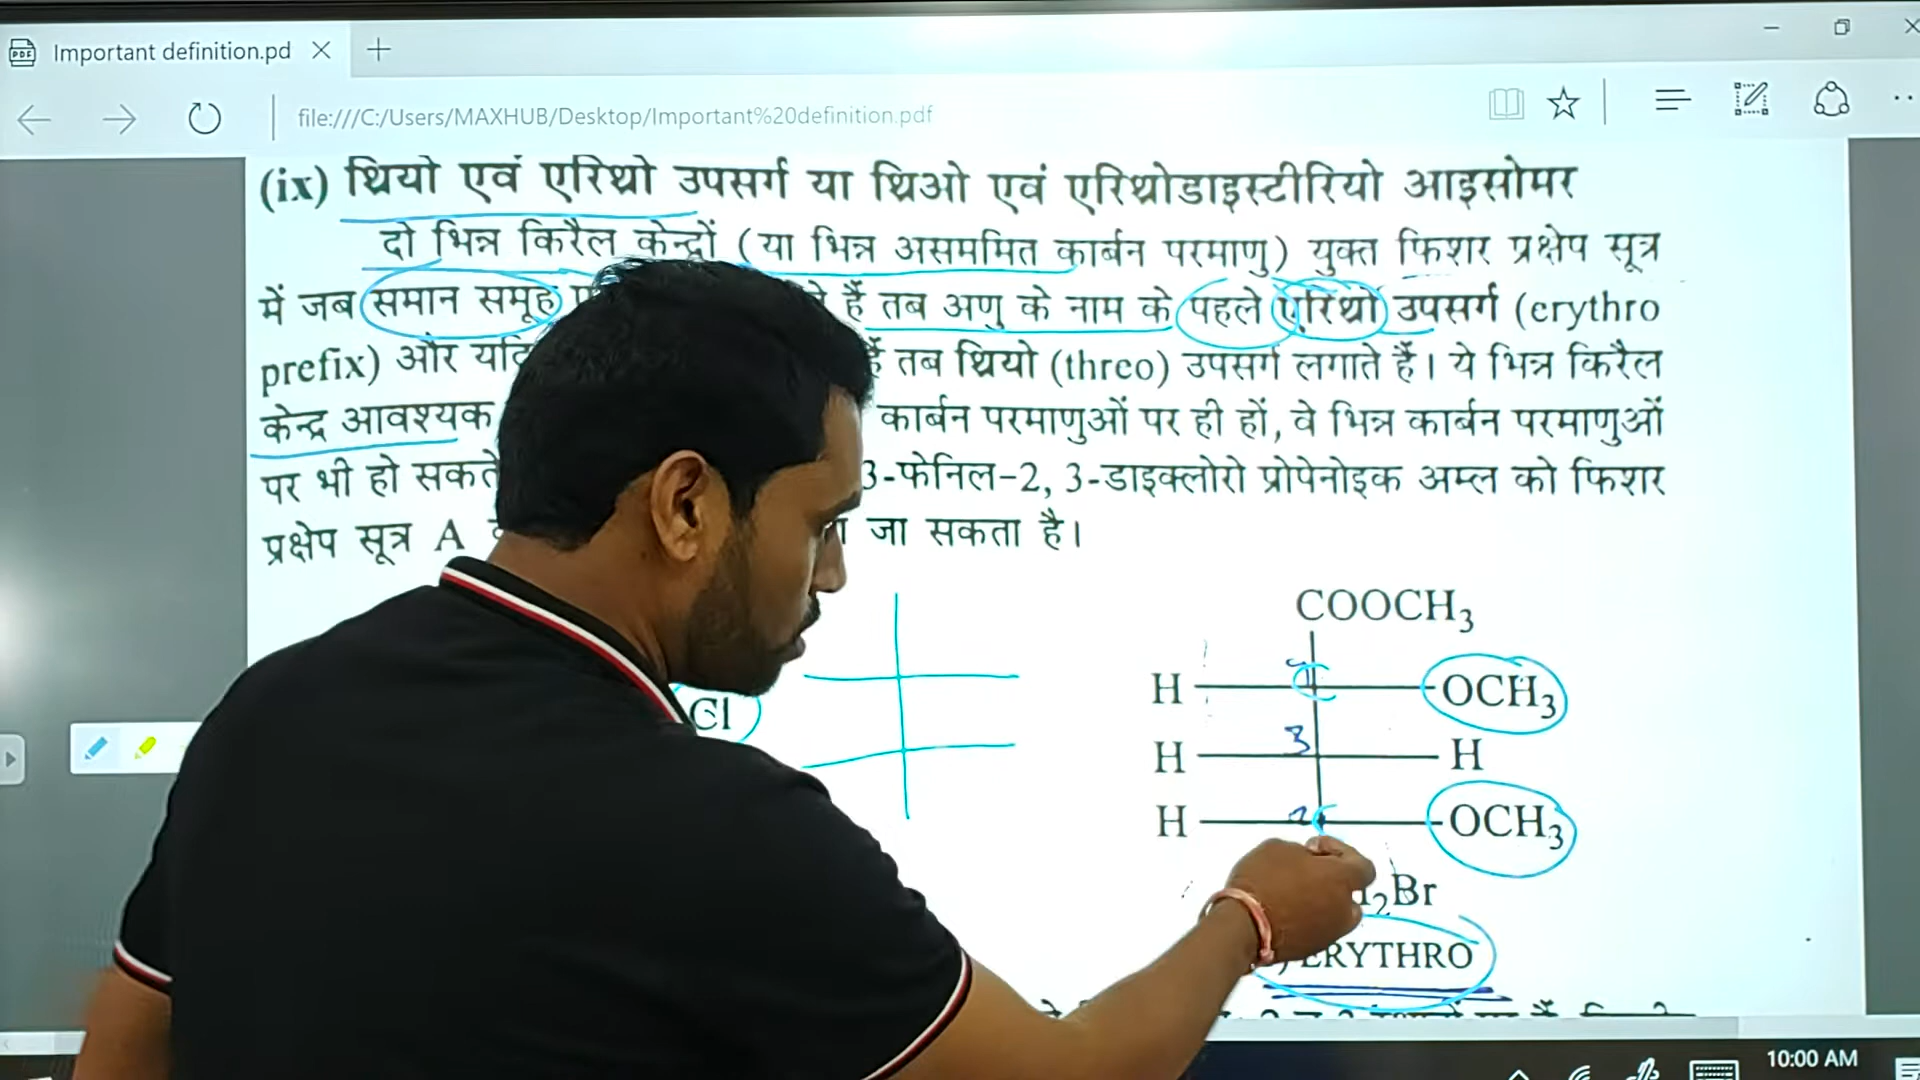 Important definition.pd
file:///C:/Users/MAXHUB/Desktop/Important%20definition.pdf
(ix) थ्रियो एवं एरिथ्रो उपसर्ग या थ्रिओ एवं एरिथ्रोडाइस्टीरियो आइसोमर
दो भिन्न किरैल केन्द्रों (या भिन्न असममित कार्बन परमाणु) युक्त फिशर प्रक्षेप सूत्र
में जब समान समूह हैं तब अणु के नाम के पहले एरिथ्रो उपसर्ग (erythro
prefix) और यदि हैं तब थ्रियो (threo) उपसर्ग लगाते हैं। ये भिन्न किरैल
केन्द्र आवश्यक कार्बन परमाणुओं पर ही हों, वे भिन्न कार्बन परमाणुओं
पर भी हो सकते 3-फेनिल-2, 3-डाइक्लोरो प्रोपेनोइक अम्ल को फिशर
प्रक्षेप सूत्र A जा सकता है।
COOCH3
H OCH3
Cl
3
H H
2
H OCH3
2Br
ERYTHRO
10:00 AM